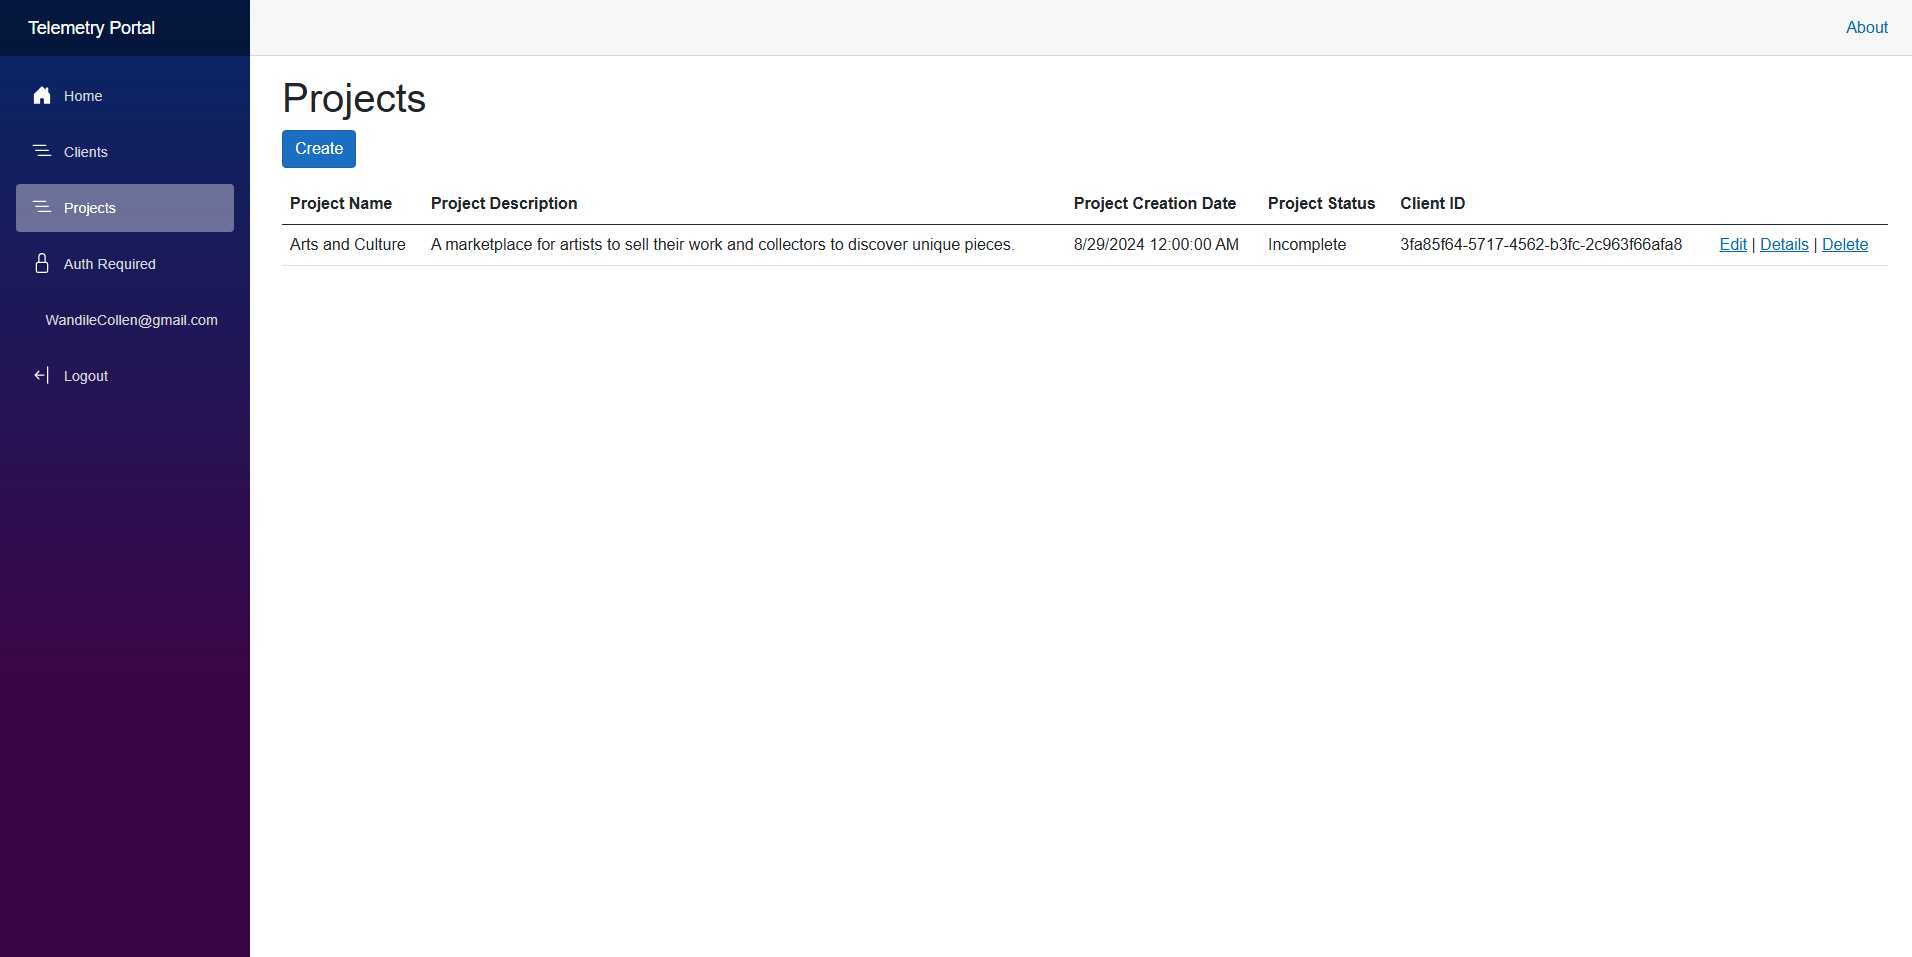 Telemetry Portal
About
Home
Clients
Projects
Auth Required
WandileCollen@gmail.com
Logout
Projects
Create
Project Name Project Description Project Creation Date Project Status Client ID
Arts and Culture A marketplace for artists to sell their work and collectors to discover unique pieces. 8/29/2024 12:00:00 AM Incomplete 3fa85f64-5717-4562-b3fc-2c963f66afa8 Edit | Details | Delete